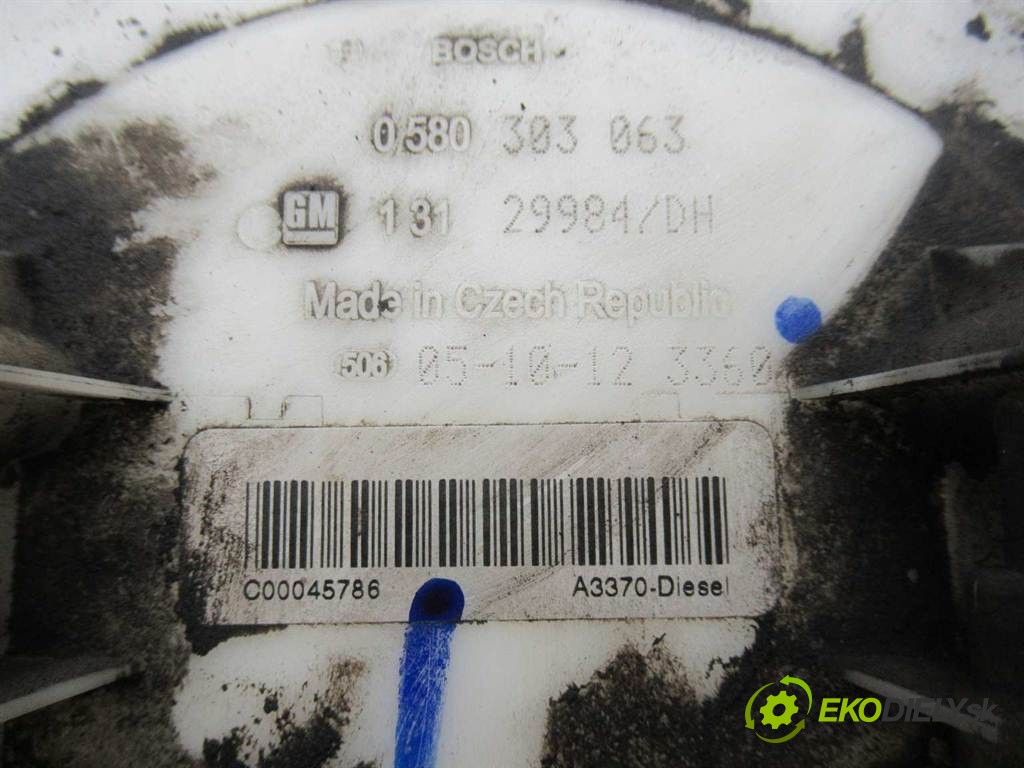 BOSCH
0 580 303 063
GM 131 29984/DH
Made in Czech Republic
506 05-10-12 3360
C00045786 A3370-Diesel
EKODIELY.sk